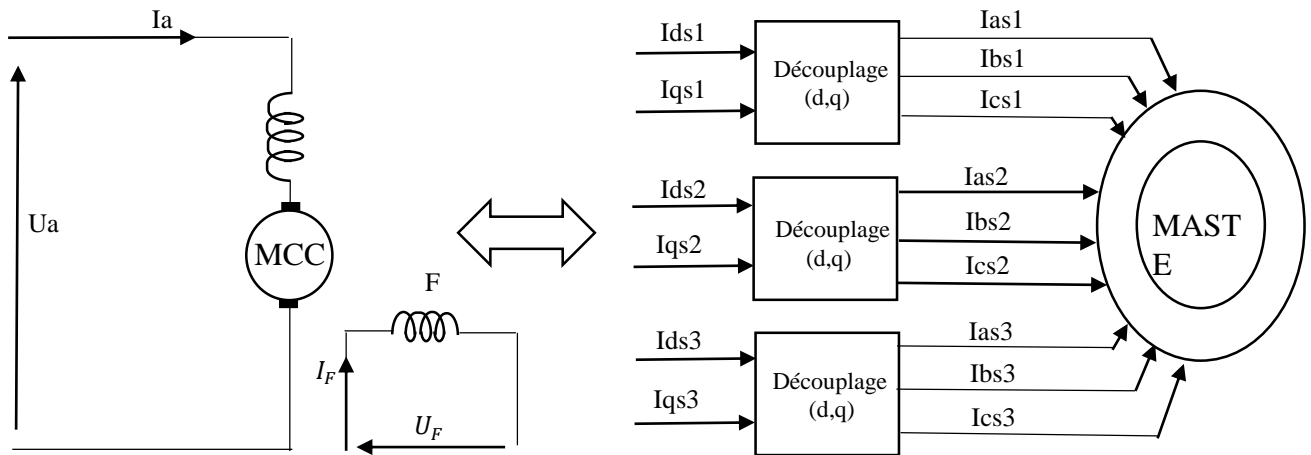 Ia
Ua
MCC
F
I_F
U_F
Ids1
Iqs1
Découplage
(d,q)
Ias1
Ibs1
Ics1
Ids2
Iqs2
Découplage
(d,q)
Ias2
Ibs2
Ics2
Ids3
Iqs3
Découplage
(d,q)
Ias3
Ibs3
Ics3
MAST
E